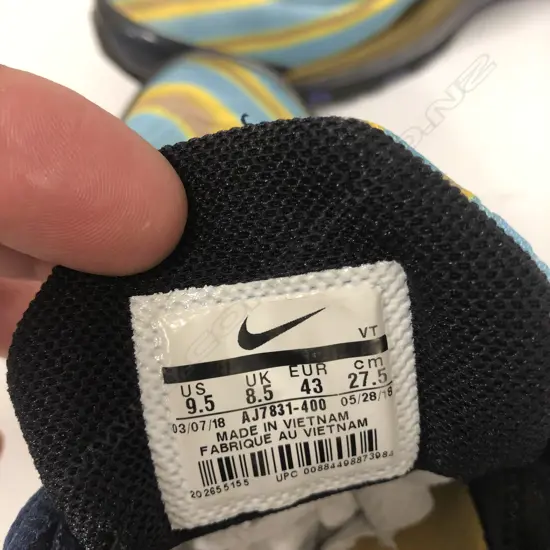 VT
US UK EUR cm
9.5 8.5 43 27.5
03/07/18 AJ7831-400 05/28/18
MADE IN VIETNAM
FABRIQUE AU VIETNAM
202655155 UPC 00884498873984